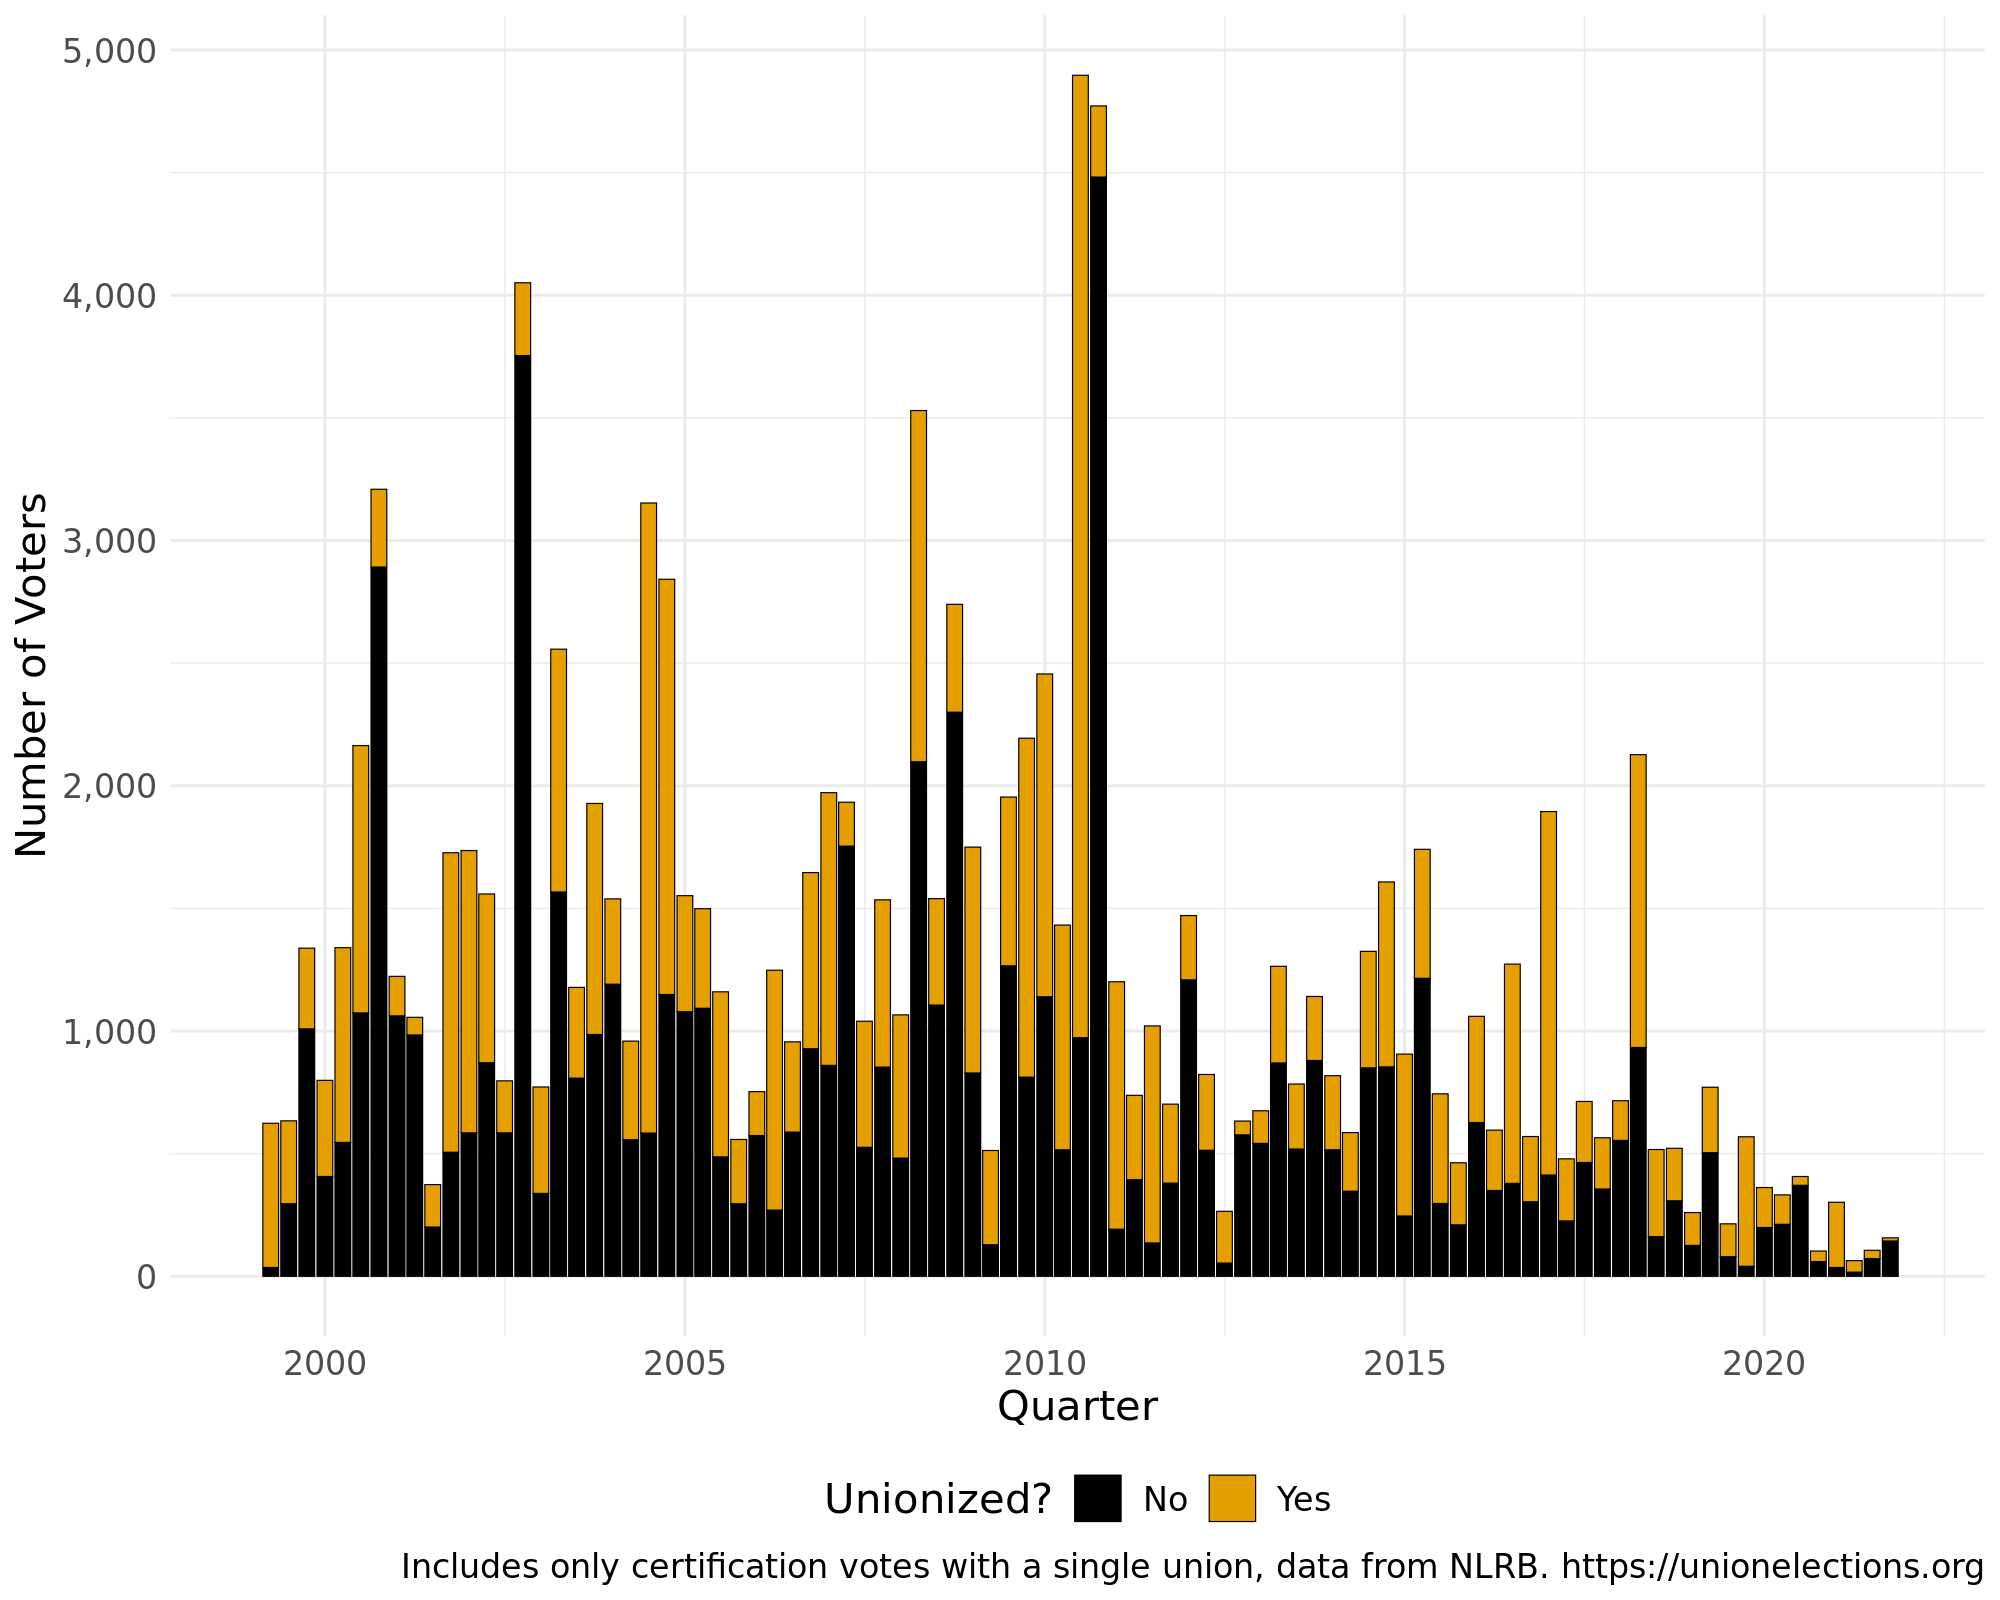 5,000
4,000
3,000
2,000
1,000
0
Number of Voters
2000 2005 2010 2015 2020
Quarter
Unionized? No Yes
Includes only certification votes with a single union, data from NLRB. https://unionelections.org